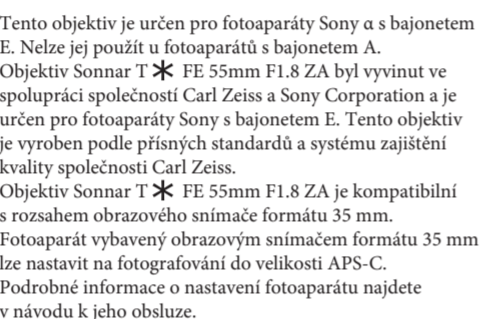 Tento objektiv je určen pro fotoaparáty Sony α s bajonetem
E. Nelze jej použít u fotoaparátů s bajonetem A.
Objektiv Sonnar T✱ FE 55mm F1.8 ZA byl vyvinut ve
spolupráci společností Carl Zeiss a Sony Corporation a je
určen pro fotoaparáty Sony s bajonetem E. Tento objektiv
je vyroben podle přísných standardů a systému zajištění
kvality společnosti Carl Zeiss.
Objektiv Sonnar T✱ FE 55mm F1.8 ZA je kompatibilní
s rozsahem obrazového snímače formátu 35 mm.
Fotoaparát vybavený obrazovým snímačem formátu 35 mm
lze nastavit na fotografování do velikosti APS-C.
Podrobné informace o nastavení fotoaparátu najdete
v návodu k jeho obsluze.